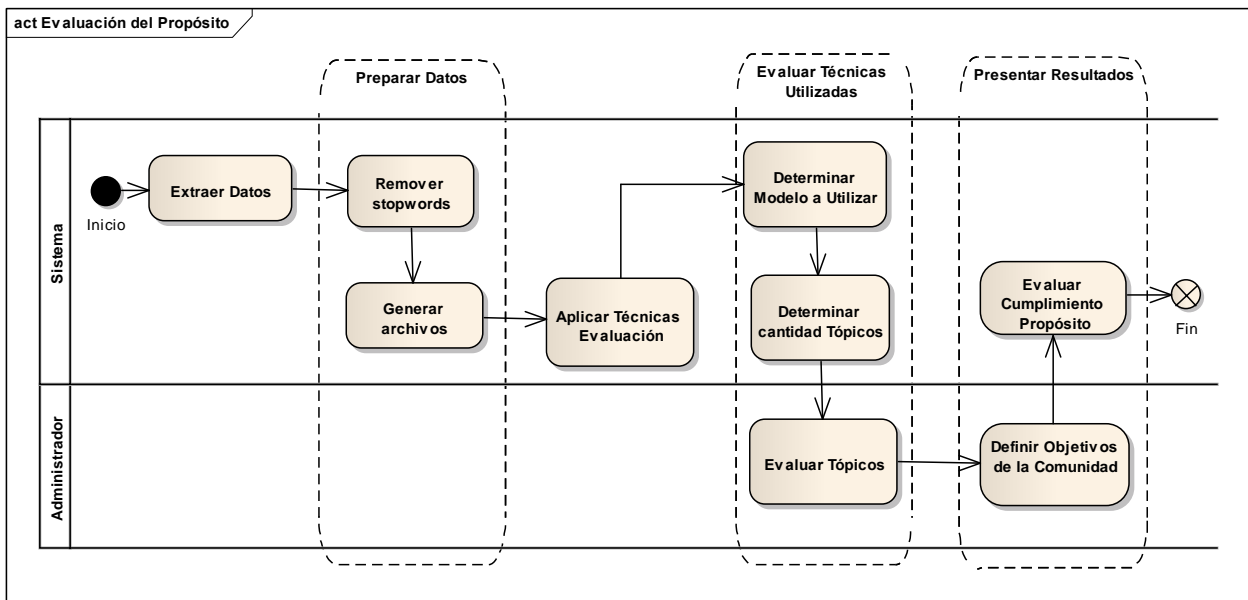 act Evaluación del Propósito
Preparar Datos
Evaluar Técnicas
Utilizadas
Presentar Resultados
Sistema
Inicio
Extraer Datos
Remover
stopwords
Generar
archivos
Aplicar Técnicas
Evaluación
Determinar
Modelo a Utilizar
Determinar
cantidad Tópicos
Evaluar
Cumplimiento
Propósito
Fin
Administrador
Evaluar Tópicos
Definir Objetivos
de la Comunidad